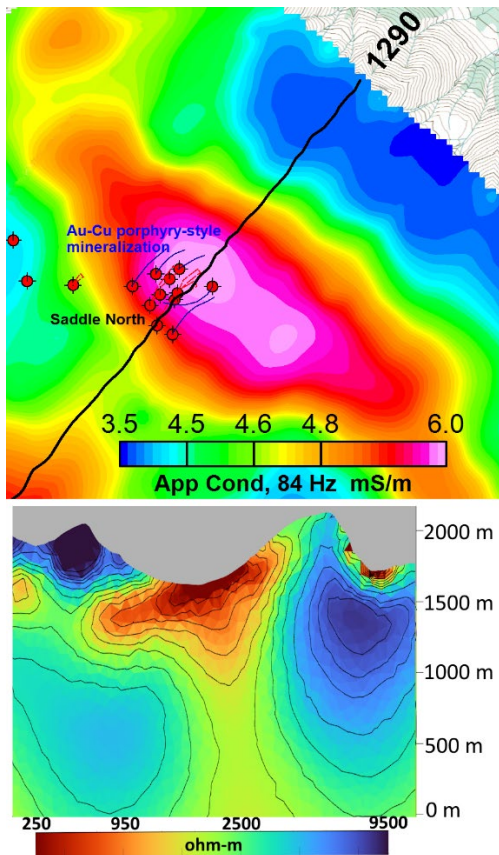 1290
Au-Cu porphyry-style
mineralization
Saddle North
3.5 4.5 4.6 4.8 6.0
App Cond, 84 Hz mS/m
2000 m
1500 m
1000 m
500 m
0 m
250 950 2500 9500
ohm-m